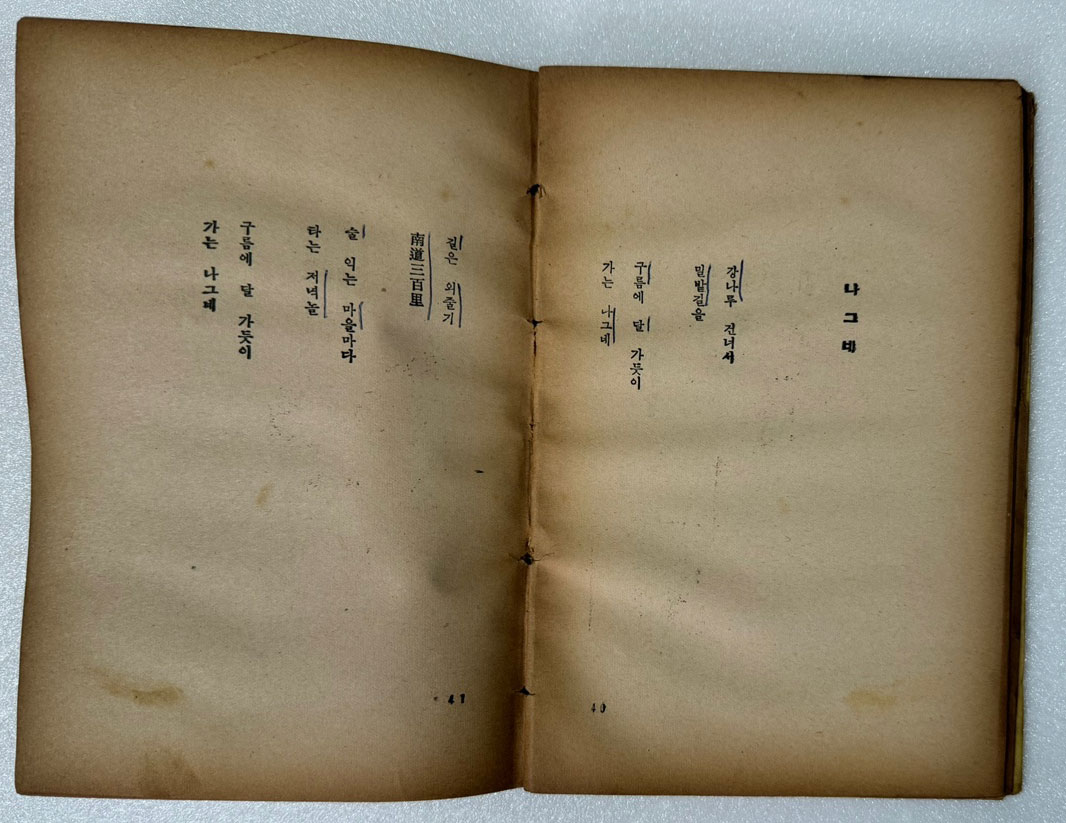 나그네
강나루 건너서
밀밭길을
구름에 달 가듯이
가는 나그네
40
길은 외줄기
南道三百里
술 익는 마을마다
타는 저녁놀
구름에 달 가듯이
가는 나그네
41